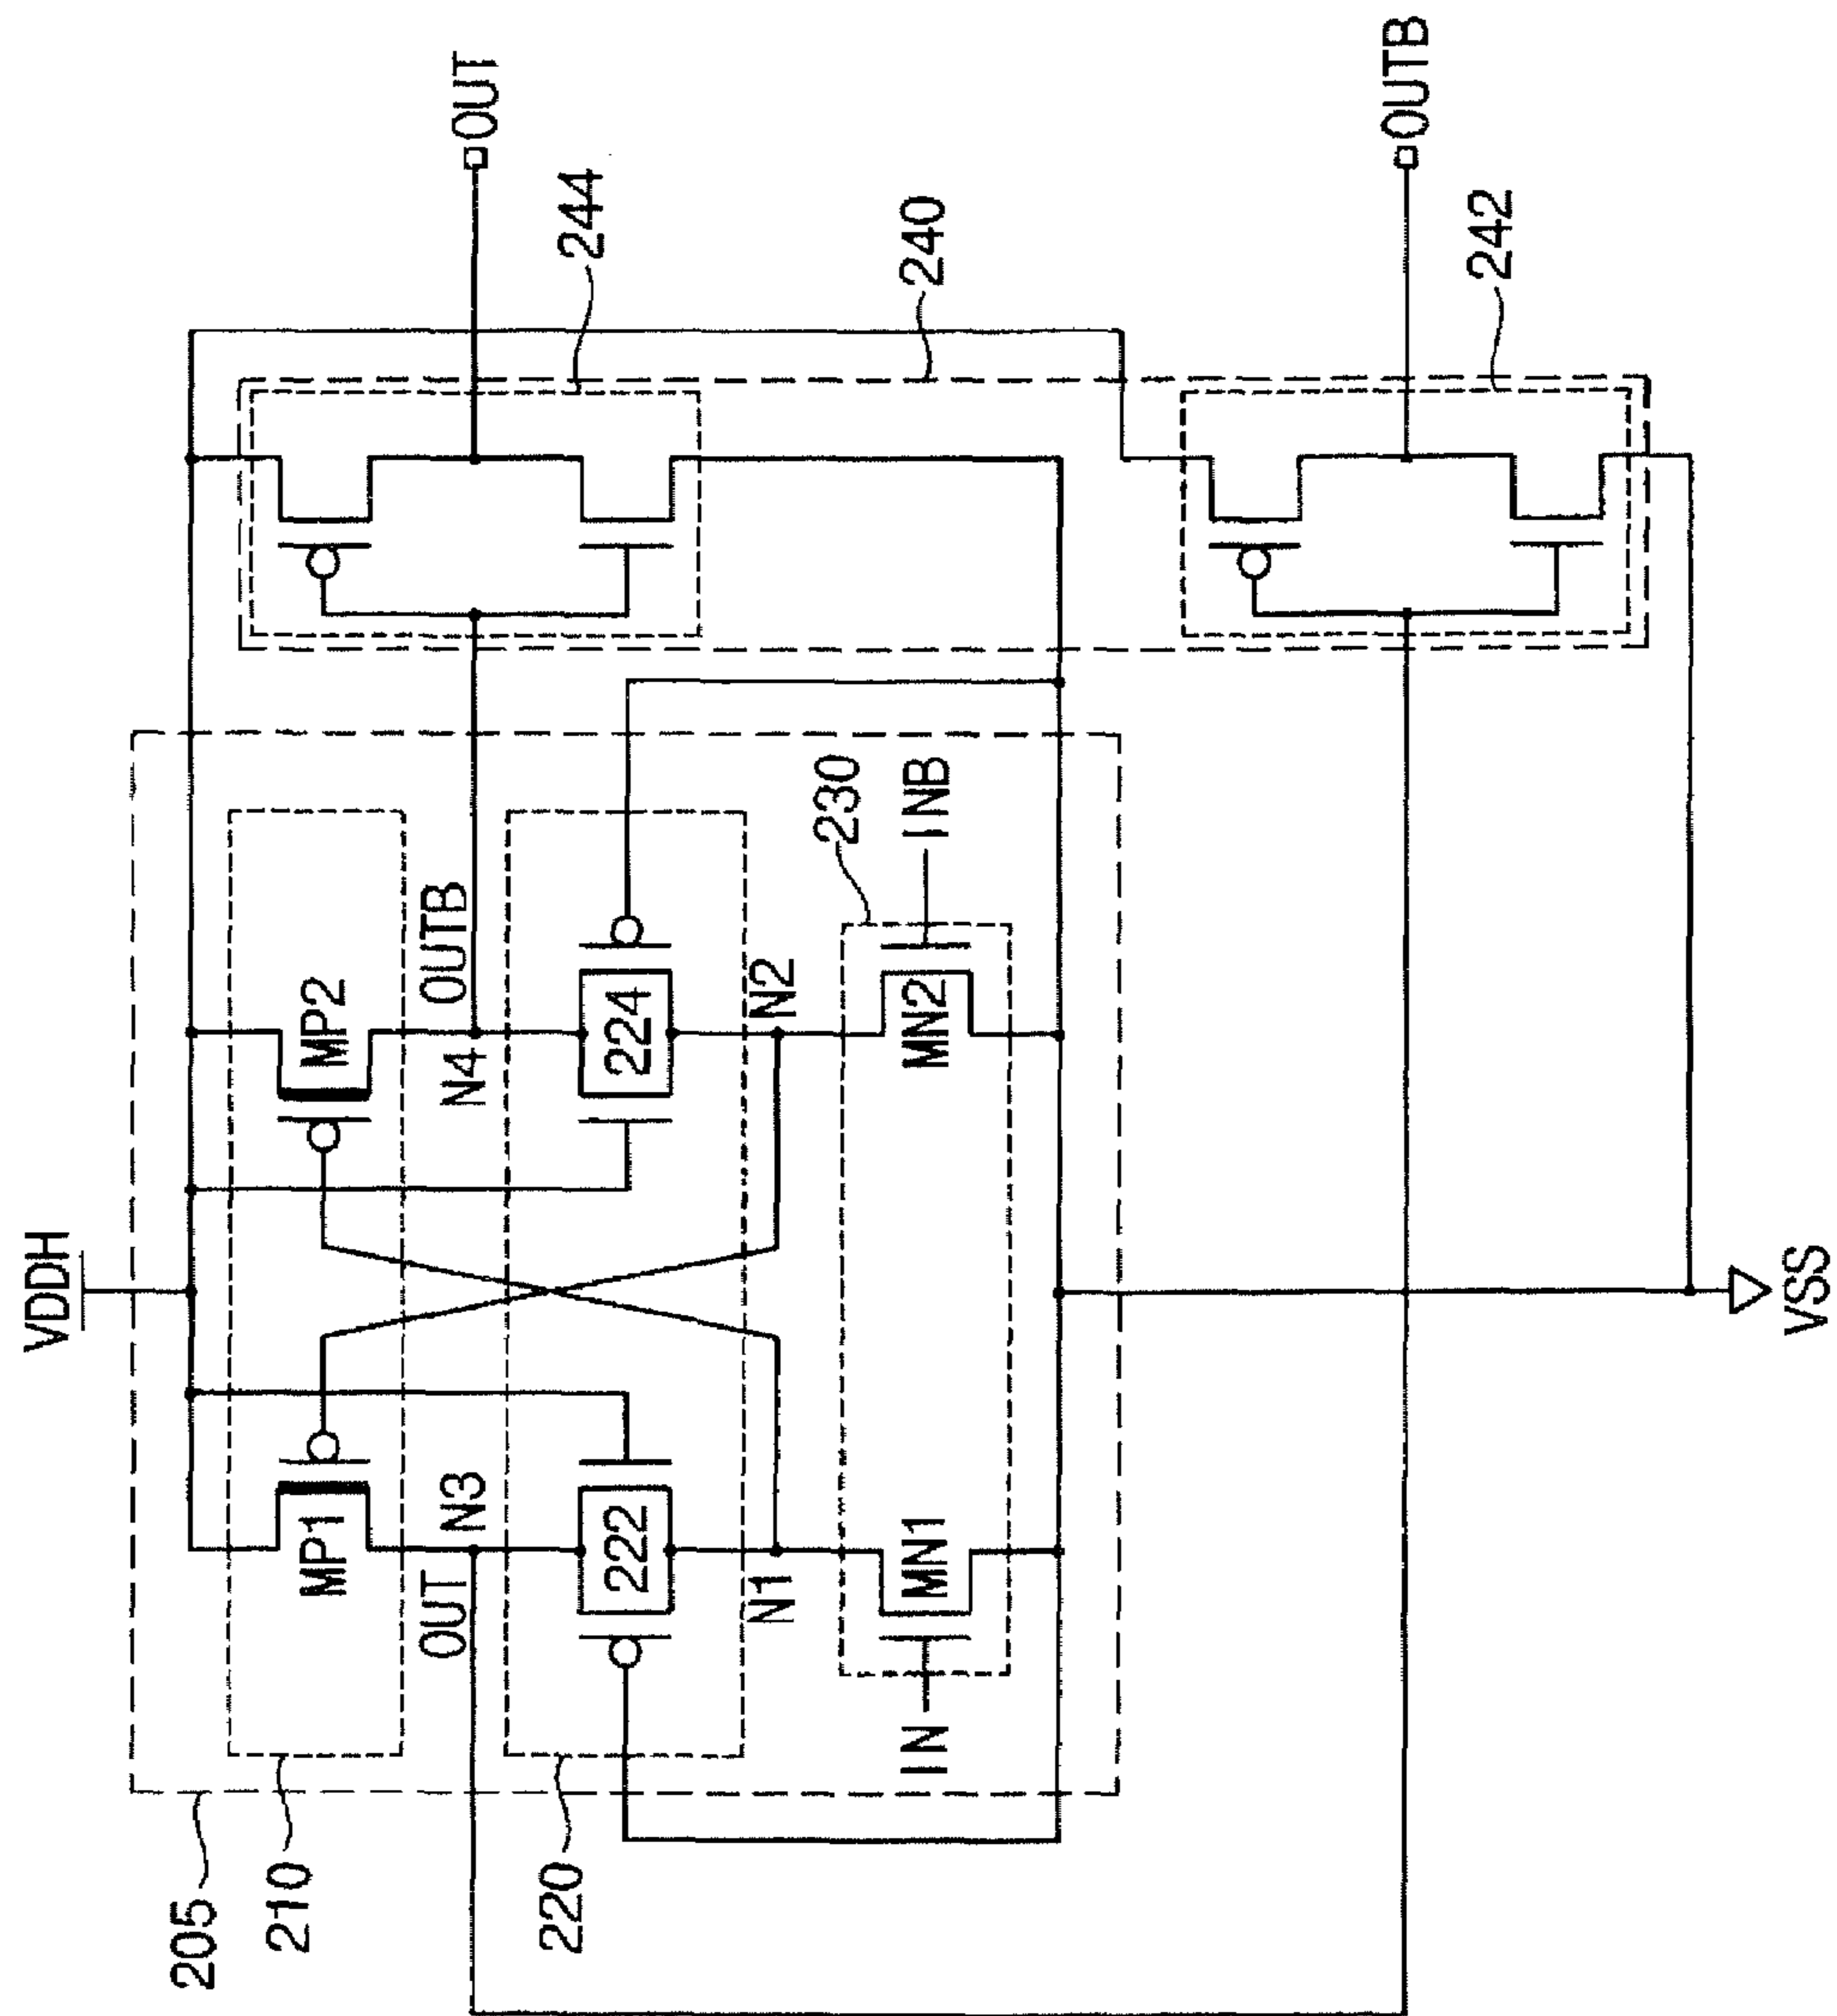 VDDH
205
210
MP1
MP2
OUT
N3
N4
OUTB
220
222
224
N1
N2
230
IN
MN1
MN2
INB
VSS
244
OUT
240
242
OUTB